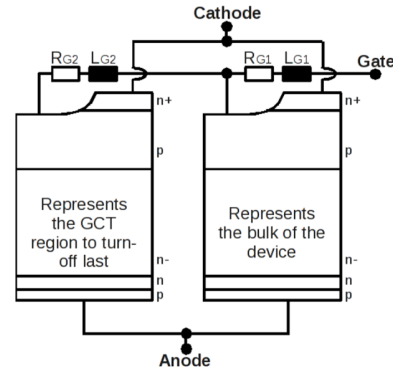 Cathode
RG2 LG2 RG1 LG1 Gate
n+ n+
p p
Represents
the GCT
region to turn-
off last
Represents
the bulk of the
device
n- n-
n n
p p
Anode